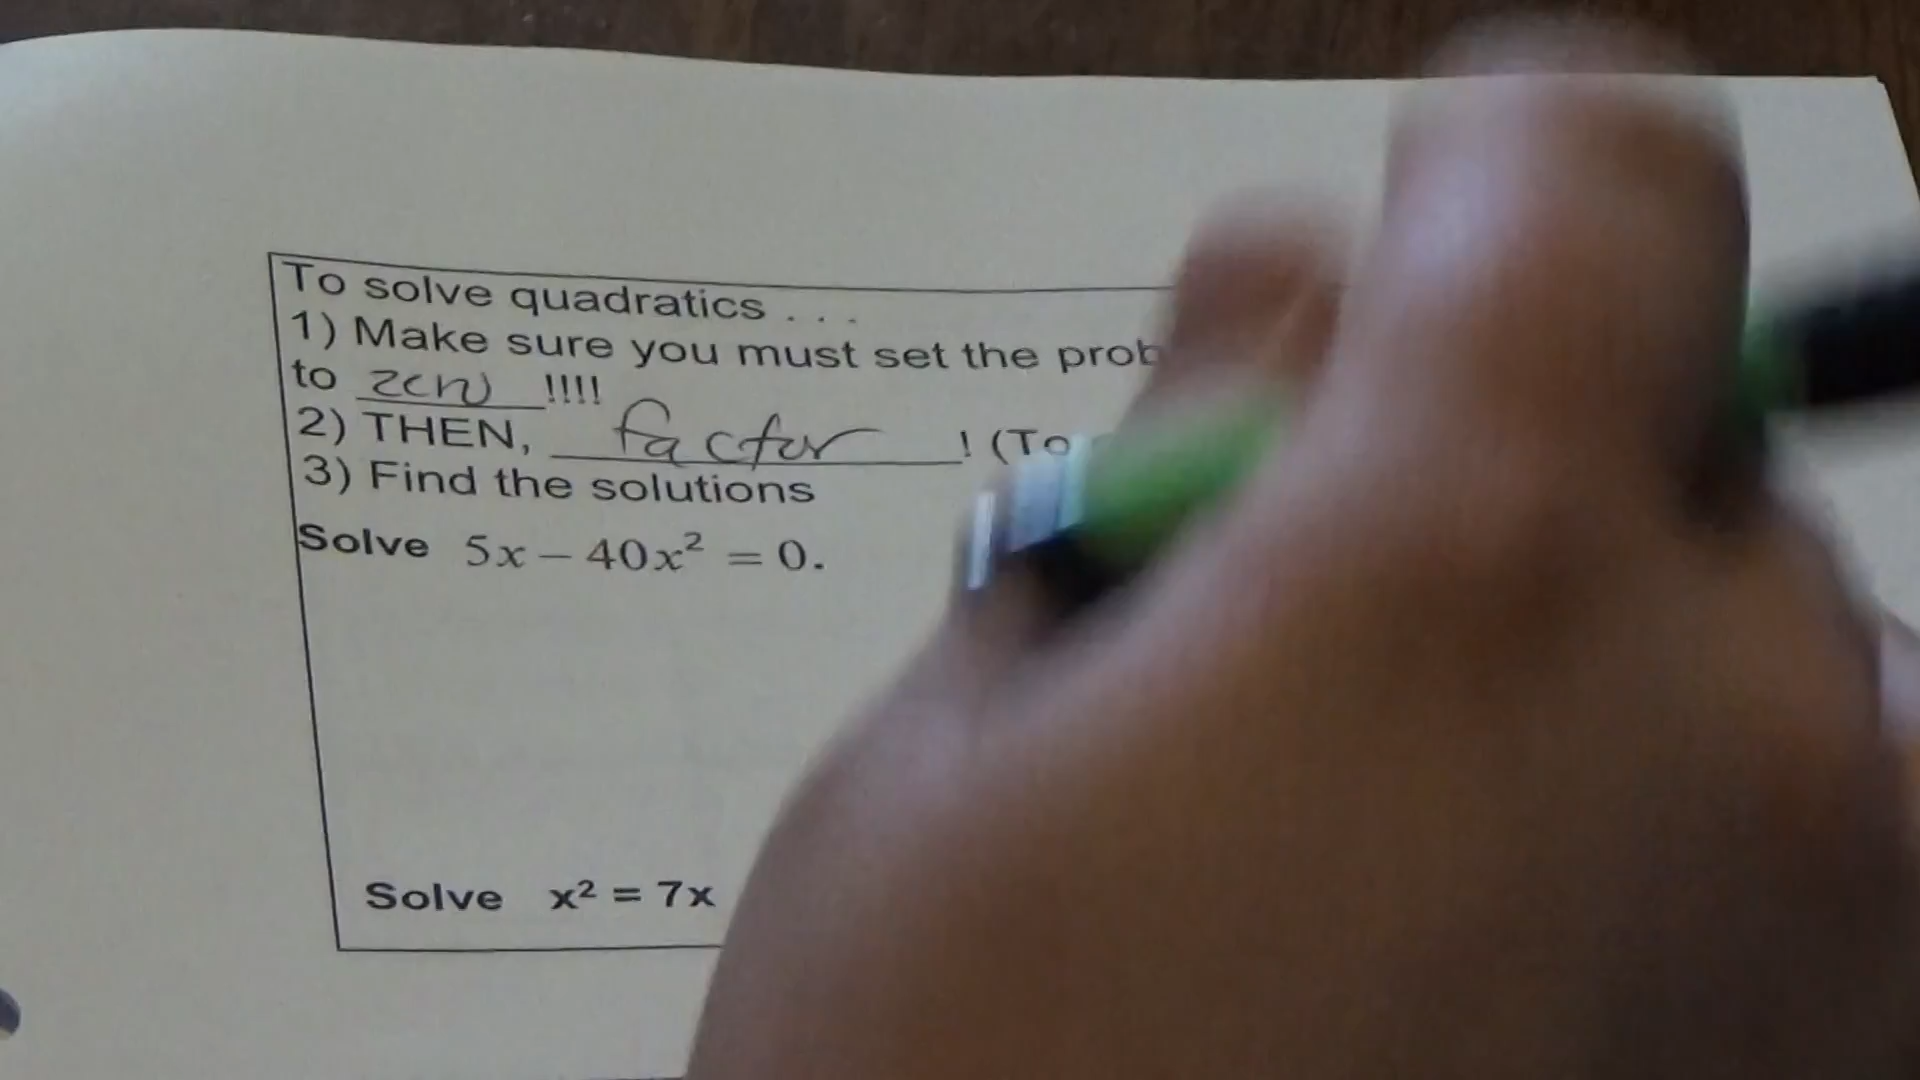 To solve quadratics . . .
1) Make sure you must set the prob
to zero !!!!
2) THEN, factor ! (To
3) Find the solutions
Solve 5x – 40x² = 0.
Solve x² = 7x